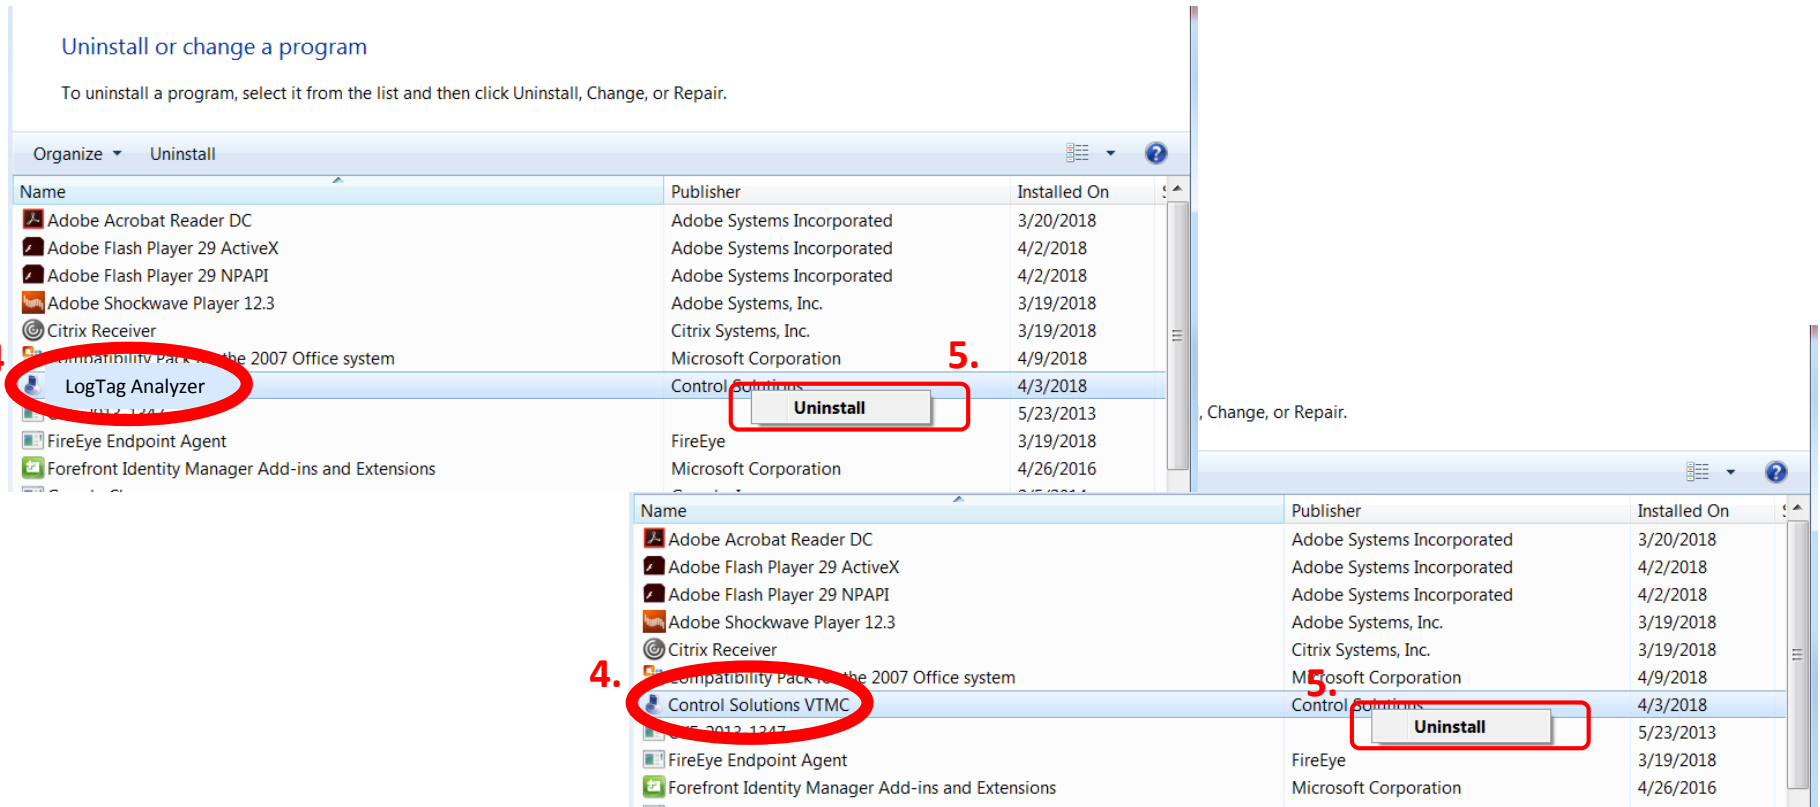 Uninstall or change a program
To uninstall a program, select it from the list and then click Uninstall, Change, or Repair.
Organize Uninstall
Name Publisher Installed On
Adobe Acrobat Reader DC Adobe Systems Incorporated 3/20/2018
Adobe Flash Player 29 ActiveX Adobe Systems Incorporated 4/2/2018
Adobe Flash Player 29 NPAPI Adobe Systems Incorporated 4/2/2018
Adobe Shockwave Player 12.3 Adobe Systems, Inc. 3/19/2018
Citrix Receiver Citrix Systems, Inc. 3/19/2018
Compatibility Pack for the 2007 Office system Microsoft Corporation 4/9/2018
5.
LogTag Analyzer Control Solutions 4/3/2018
Uninstall
5/23/2013
FireEye Endpoint Agent FireEye 3/19/2018
Forefront Identity Manager Add-ins and Extensions Microsoft Corporation 4/26/2016
, Change, or Repair.
Name Publisher Installed On
Adobe Acrobat Reader DC Adobe Systems Incorporated 3/20/2018
Adobe Flash Player 29 ActiveX Adobe Systems Incorporated 4/2/2018
Adobe Flash Player 29 NPAPI Adobe Systems Incorporated 4/2/2018
Adobe Shockwave Player 12.3 Adobe Systems, Inc. 3/19/2018
Citrix Receiver Citrix Systems, Inc. 3/19/2018
4.
Compatibility Pack for the 2007 Office system Microsoft Corporation 4/9/2018
5.
Control Solutions VTMC Control Solutions 4/3/2018
Uninstall
5/23/2013
FireEye Endpoint Agent FireEye 3/19/2018
Forefront Identity Manager Add-ins and Extensions Microsoft Corporation 4/26/2016